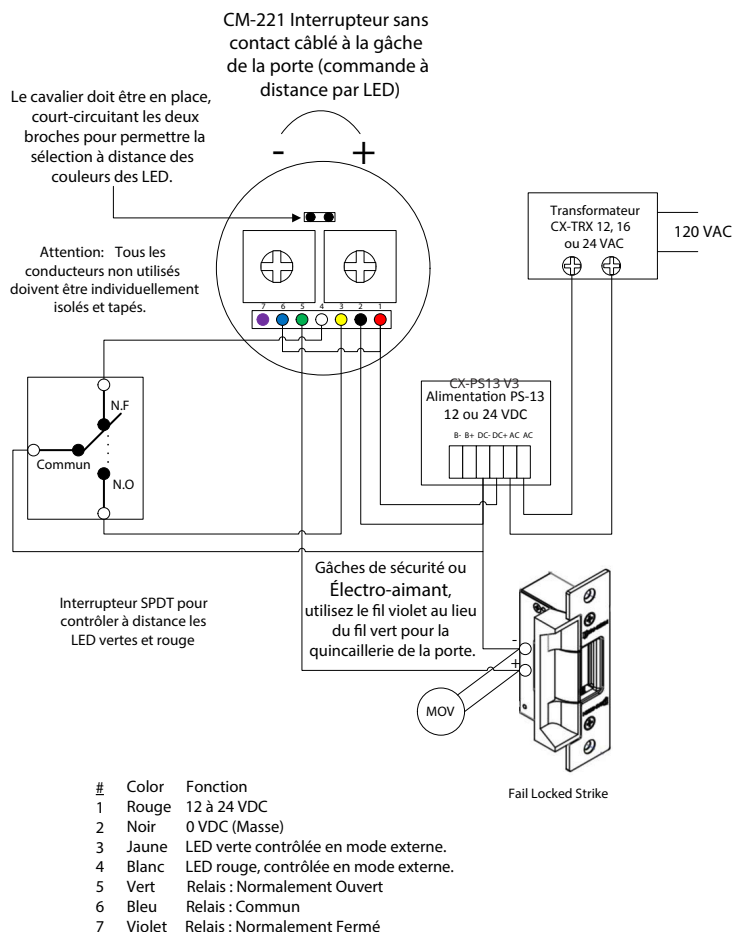 CM-221 Interrupteur sans
contact câblé à la gâche
de la porte (commande à
distance par LED)
Le cavalier doit être en place,
court-circuitant les deux
broches pour permettre la
sélection à distance des
couleurs des LED.
- +
Attention: Tous les
conducteurs non utilisés
doivent être individuellement
isolés et tapés.
7 6 5 4 3 2 1
Transformateur
CX-TRX 12, 16
ou 24 VAC
120 VAC
CX-PS13 V3
Alimentation PS-13
12 ou 24 VDC
B- B+ DC- DC+ AC AC
N.F
Commun
N.O
Interrupteur SPDT pour
contrôler à distance les
LED vertes et rouge
Gâches de sécurité ou
Électro-aimant,
utilisez le fil violet au lieu
du fil vert pour la
quincaillerie de la porte.
-
+
MOV
Fail Locked Strike
# Color Fonction
1 Rouge 12 à 24 VDC
2 Noir 0 VDC (Masse)
3 Jaune LED verte contrôlée en mode externe.
4 Blanc LED rouge, contrôlée en mode externe.
5 Vert Relais : Normalement Ouvert
6 Bleu Relais : Commun
7 Violet Relais : Normalement Fermé